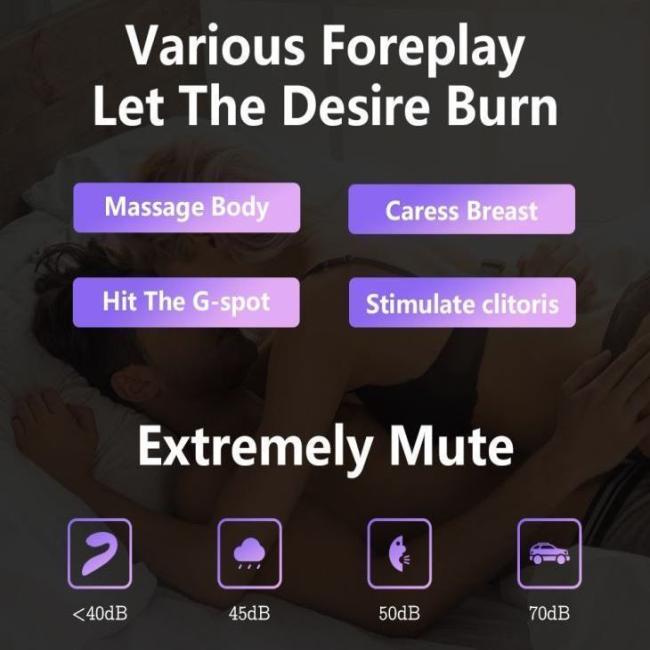 Various Foreplay
Let The Desire Burn
Massage Body
Caress Breast
Hit The G-spot
Stimulate clitoris
Extremely Mute
<40dB
45dB
50dB
70dB